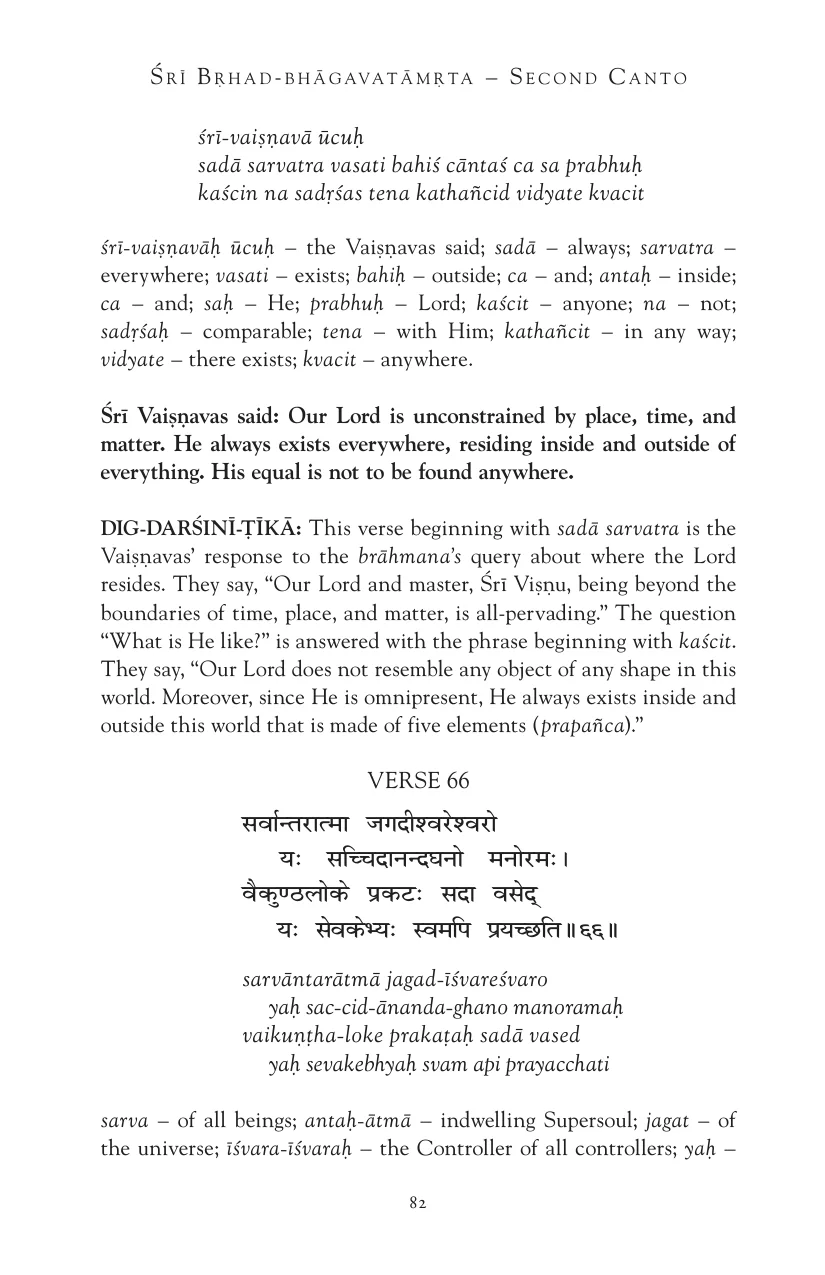 ŚRĪ BṚHAD-BHĀGAVATĀMṚTA – SECOND CANTO
śrī-vaiṣṇavā ūcuḥ
sadā sarvatra vasati bahiś cāntaś ca sa prabhuḥ
kaścin na sadṛśas tena kathañcid vidyate kvacit
śrī-vaiṣṇavāḥ ūcuḥ – the Vaiṣṇavas said; sadā – always; sarvatra –
everywhere; vasati – exists; bahiḥ – outside; ca – and; antaḥ – inside;
ca – and; saḥ – He; prabhuḥ – Lord; kaścit – anyone; na – not;
sadṛśaḥ – comparable; tena – with Him; kathañcit – in any way;
vidyate – there exists; kvacit – anywhere.
Śrī Vaiṣṇavas said: Our Lord is unconstrained by place, time, and
matter. He always exists everywhere, residing inside and outside of
everything. His equal is not to be found anywhere.
DIG-DARŚINĪ-ṬĪKĀ: This verse beginning with sadā sarvatra is the
Vaiṣṇavas’ response to the brāhmana’s query about where the Lord
resides. They say, “Our Lord and master, Śrī Viṣṇu, being beyond the
boundaries of time, place, and matter, is all-pervading.” The question
“What is He like?” is answered with the phrase beginning with kaścit.
They say, “Our Lord does not resemble any object of any shape in this
world. Moreover, since He is omnipresent, He always exists inside and
outside this world that is made of five elements (prapañca).”
VERSE 66
सर्वान्तरात्मा जगदीश्वरेश्वरो
यः सच्चिदानन्दघनो मनोरमः।
वैकुण्ठलोके प्रकटः सदा वसेद्
यः सेवकेभ्यः स्वमपि प्रयच्छति॥६६॥
sarvāntarātmā jagad-īśvareśvaro
yaḥ sac-cid-ānanda-ghano manoramaḥ
vaikuṇṭha-loke prakaṭaḥ sadā vased
yaḥ sevakebhyaḥ svam api prayacchati
sarva – of all beings; antaḥ-ātmā – indwelling Supersoul; jagat – of
the universe; īśvara-īśvaraḥ – the Controller of all controllers; yaḥ –
82